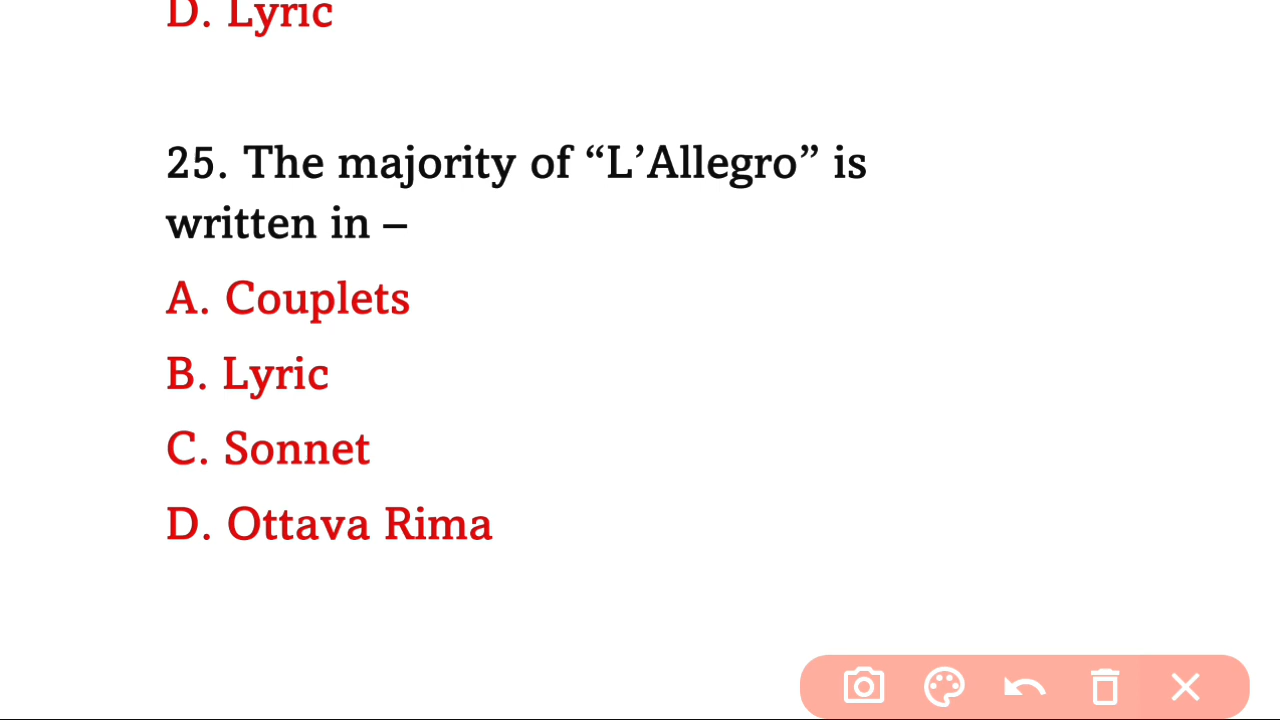 D. Lyric
25. The majority of “L’Allegro” is
written in –
A. Couplets
B. Lyric
C. Sonnet
D. Ottava Rima